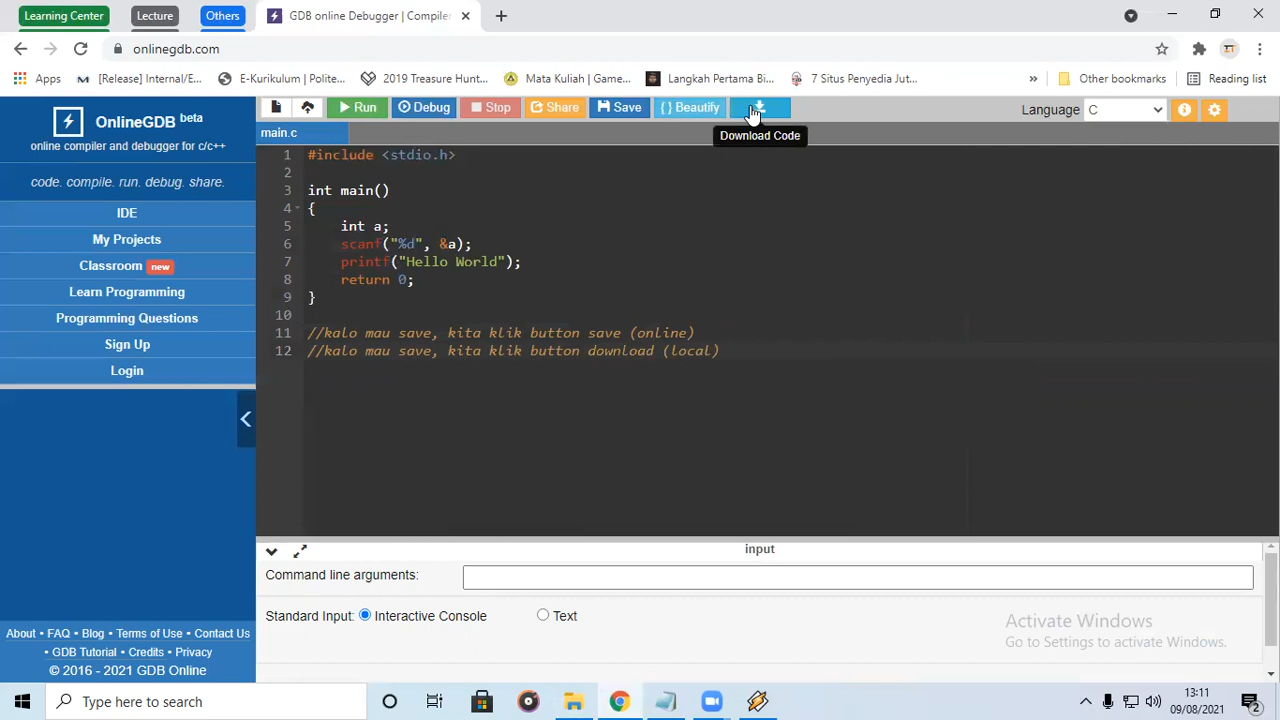 Learning Center
Lecture
Others
GDB online Debugger | Compiler
onlinegdb.com
Apps
[Release] Internal/E...
E-Kurikulum | Polite...
2019 Treasure Hunt...
Mata Kuliah | Game...
Langkah Pertama Bi...
7 Situs Penyedia Jut...
»
Other bookmarks
Reading list
OnlineGDB beta
online compiler and debugger for c/c++
code. compile. run. debug. share.
IDE
My Projects
Classroom new
Learn Programming
Programming Questions
Sign Up
Login
About • FAQ • Blog • Terms of Use • Contact Us
• GDB Tutorial • Credits • Privacy
© 2016 - 2021 GDB Online
Run
Debug
Stop
Share
Save
{ } Beautify
Language C
Download Code
main.c
1 #include <stdio.h>
2
3 int main()
4 {
5 int a;
6 scanf("%d", &a);
7 printf("Hello World");
8 return 0;
9 }
10
11 //kalo mau save, kita klik button save (online)
12 //kalo mau save, kita klik button download (local)
input
Command line arguments:
Standard Input: Interactive Console Text
Activate Windows
Go to Settings to activate Windows.
Type here to search
13:11
09/08/2021
2